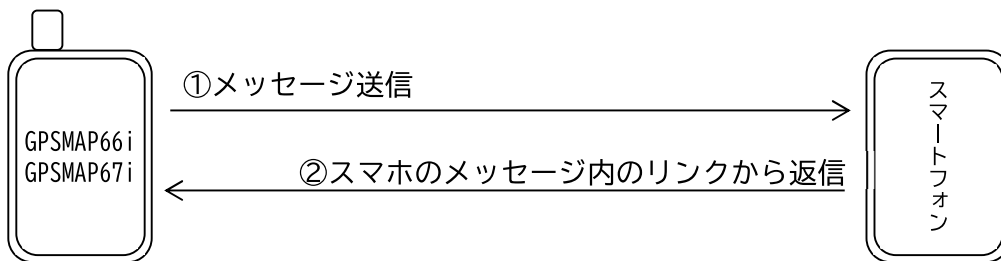 ①メッセージ送信
GPSMAP66i
GPSMAP67i
②スマホのメッセージ内のリンクから返信
スマートフォン